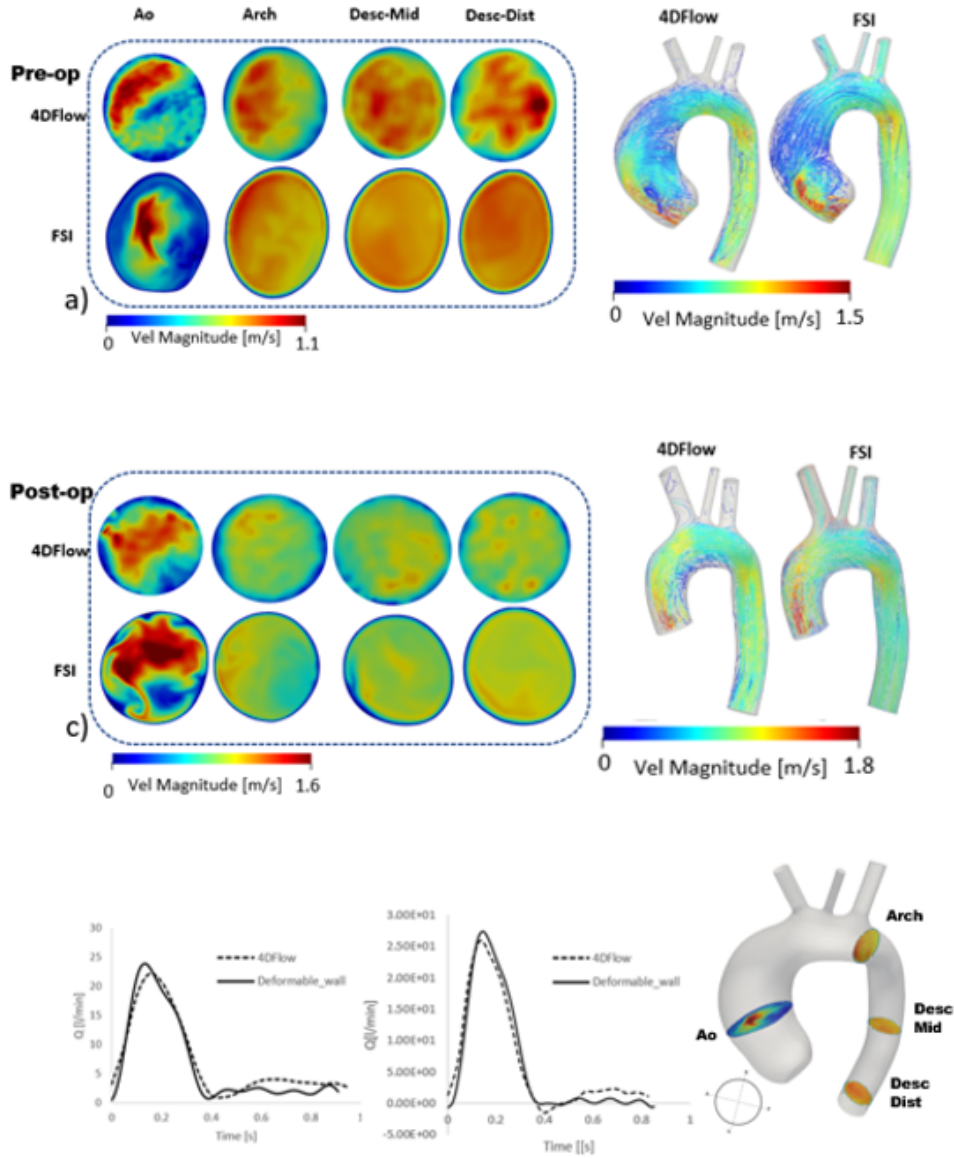 Ao Arch Desc-Mid Desc-Dist
4DFlow FSI
Pre-op
4DFlow
FSI
a)
0 Vel Magnitude [m/s] 1.1
0 Vel Magnitude [m/s] 1.5
4DFlow FSI
Post-op
4DFlow
FSI
c)
0 Vel Magnitude [m/s] 1.6
0 Vel Magnitude [m/s] 1.8
30
25
20
15
10
5
0
Q [l/min]
4DFlow
Deformable_wall
0 0.2 0.4 0.6 0.8 1
Time [s]
3.00E+01
2.50E+01
2.00E+01
1.50E+01
1.00E+01
5.00E+00
0.00E+00
-5.00E+00
Q[l/min]
4DFlow
Deformable_wall
0 0.2 0.4 0.6 0.8 1
Time [[s]
Arch
Ao
Desc
Mid
Desc
Dist